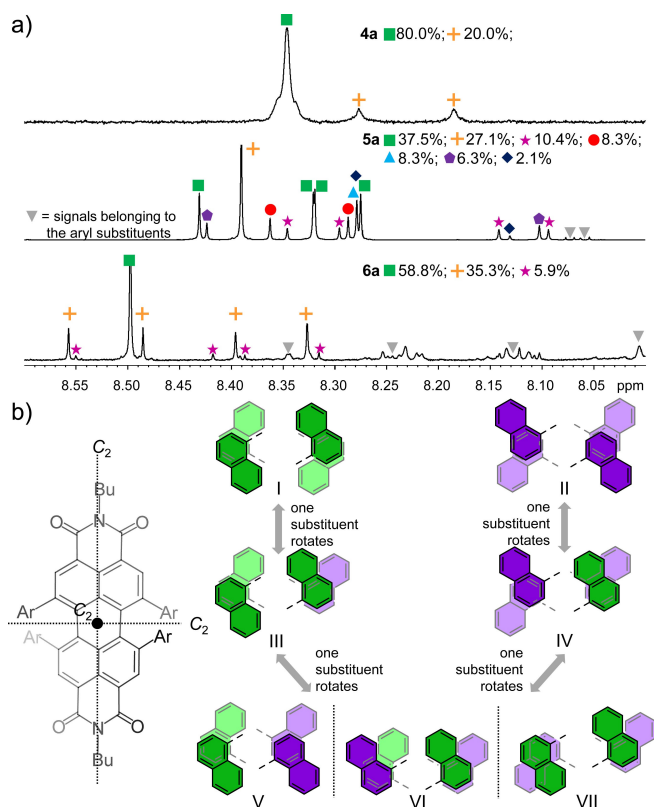 a)
4a 80.0%; 20.0%;
5a 37.5%; 27.1%; 10.4%; 8.3%;
8.3%; 6.3%; 2.1%
= signals belonging to
the aryl substituents
6a 58.8%; 35.3%; 5.9%
8.55 8.50 8.45 8.40 8.35 8.30 8.25 8.20 8.15 8.10 8.05 ppm
b)
C2
Bu
N
O O
Ar Ar
C2 C2
Ar Ar
O O
N
Bu
I
II
one
substituent
rotates
one
substituent
rotates
III
IV
one
substituent
rotates
one
substituent
rotates
V
VI
VII